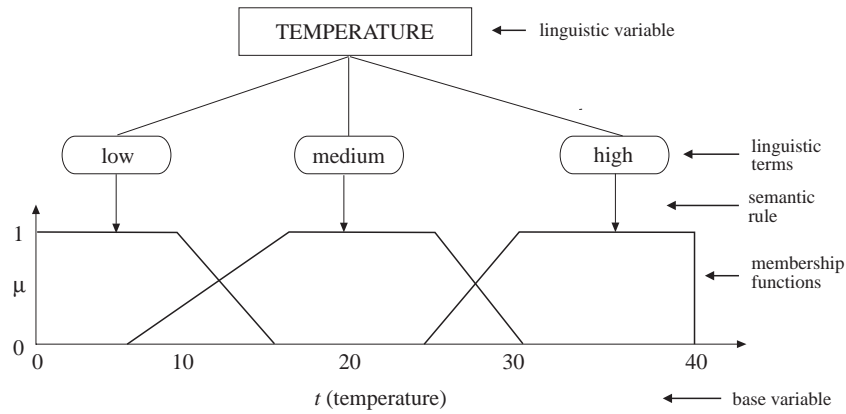 TEMPERATURE
linguistic variable
low
medium
high
linguistic
terms
semantic
rule
1
μ
0
membership
functions
0 10 20 30 40
t (temperature)
base variable